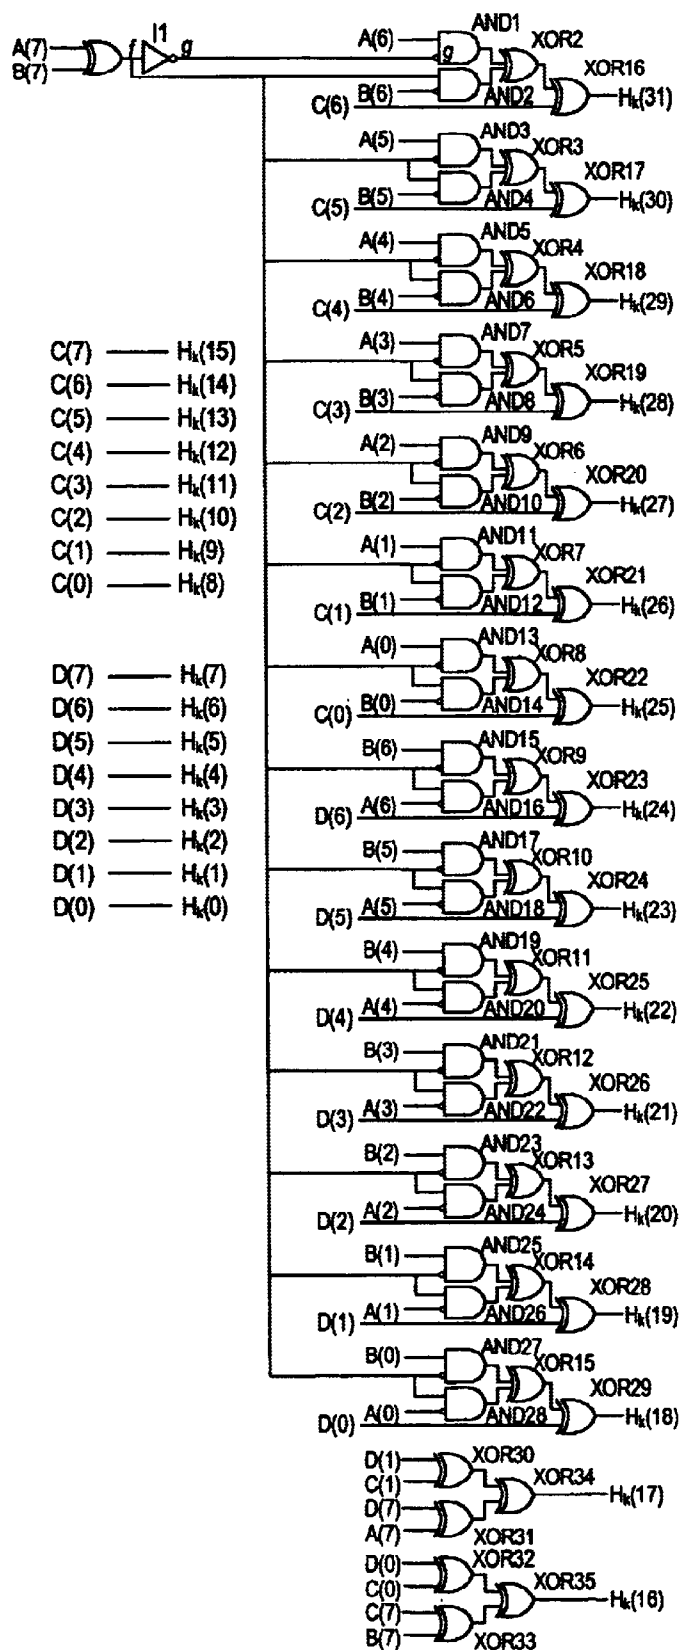 I1
A(7)
B(7)
f
g
A(6)
g
AND1
XOR2
XOR16
B(6)
AND2
C(6)
Hk(31)
A(5)
AND3
XOR3
XOR17
B(5)
AND4
C(5)
Hk(30)
A(4)
AND5
XOR4
XOR18
B(4)
AND6
C(4)
Hk(29)
A(3)
AND7
XOR5
XOR19
B(3)
AND8
C(3)
Hk(28)
A(2)
AND9
XOR6
XOR20
B(2)
AND10
C(2)
Hk(27)
A(1)
AND11
XOR7
XOR21
B(1)
AND12
C(1)
Hk(26)
A(0)
AND13
XOR8
XOR22
B(0)
AND14
C(0)
Hk(25)
B(6)
AND15
XOR9
XOR23
A(6)
AND16
D(6)
Hk(24)
B(5)
AND17
XOR10
XOR24
A(5)
AND18
D(5)
Hk(23)
B(4)
AND19
XOR11
XOR25
A(4)
AND20
D(4)
Hk(22)
B(3)
AND21
XOR12
XOR26
A(3)
AND22
D(3)
Hk(21)
B(2)
AND23
XOR13
XOR27
A(2)
AND24
D(2)
Hk(20)
B(1)
AND25
XOR14
XOR28
A(1)
AND26
D(1)
Hk(19)
B(0)
AND27
XOR15
XOR29
A(0)
AND28
D(0)
Hk(18)
D(1)
C(1)
XOR30
XOR34
D(7)
A(7)
XOR31
Hk(17)
D(0)
C(0)
XOR32
XOR35
C(7)
B(7)
XOR33
Hk(16)
C(7) Hk(15)
C(6) Hk(14)
C(5) Hk(13)
C(4) Hk(12)
C(3) Hk(11)
C(2) Hk(10)
C(1) Hk(9)
C(0) Hk(8)
D(7) Hk(7)
D(6) Hk(6)
D(5) Hk(5)
D(4) Hk(4)
D(3) Hk(3)
D(2) Hk(2)
D(1) Hk(1)
D(0) Hk(0)